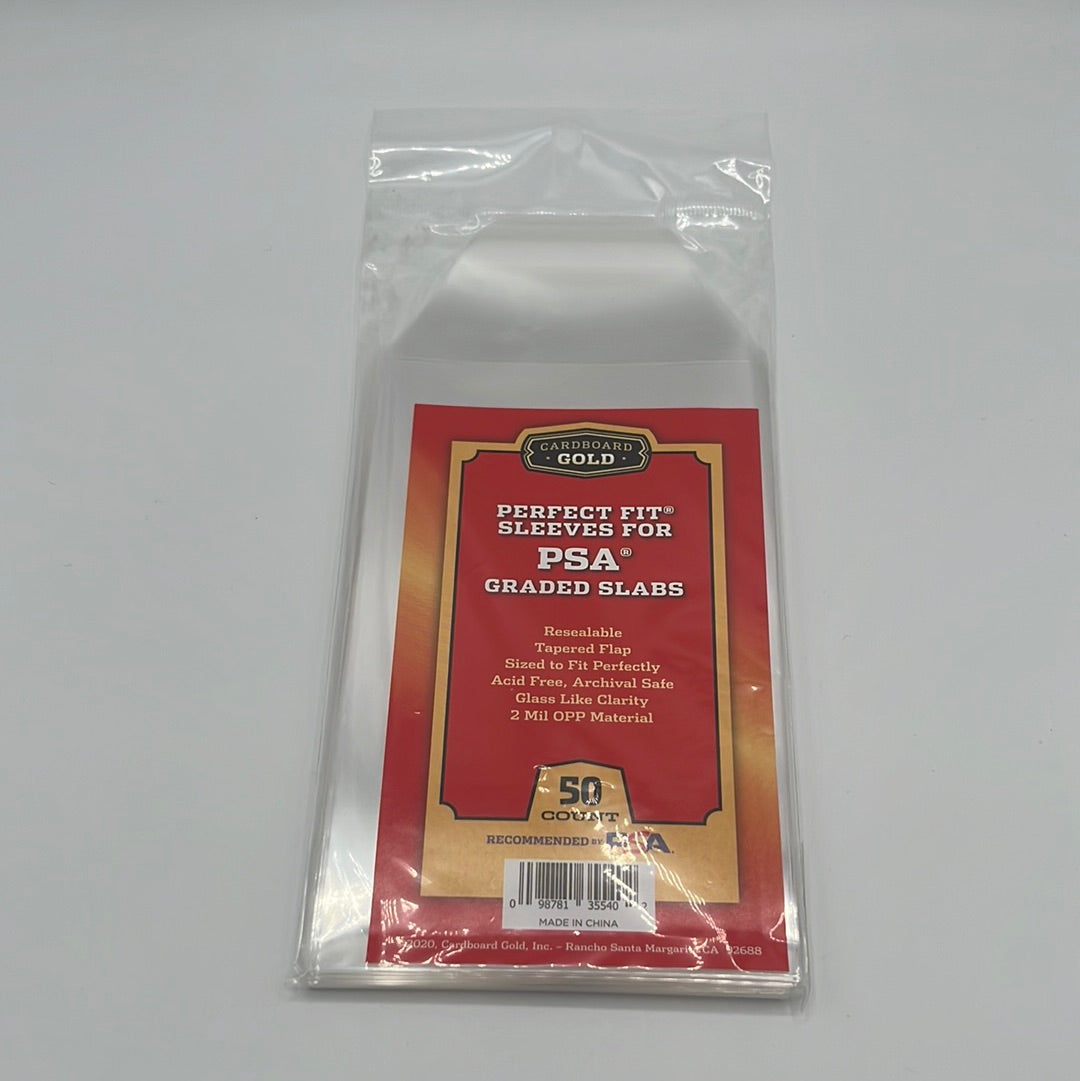 CARDBOARD
GOLD
PERFECT FIT®
SLEEVES FOR
PSA®
GRADED SLABS
Resealable
Tapered Flap
Sized to Fit Perfectly
Acid Free, Archival Safe
Glass Like Clarity
2 Mil OPP Material
50
COUNT
RECOMMENDED BY PSA
0 98781 35540 2
MADE IN CHINA
2020, Cardboard Gold, Inc. – Rancho Santa CA 92688